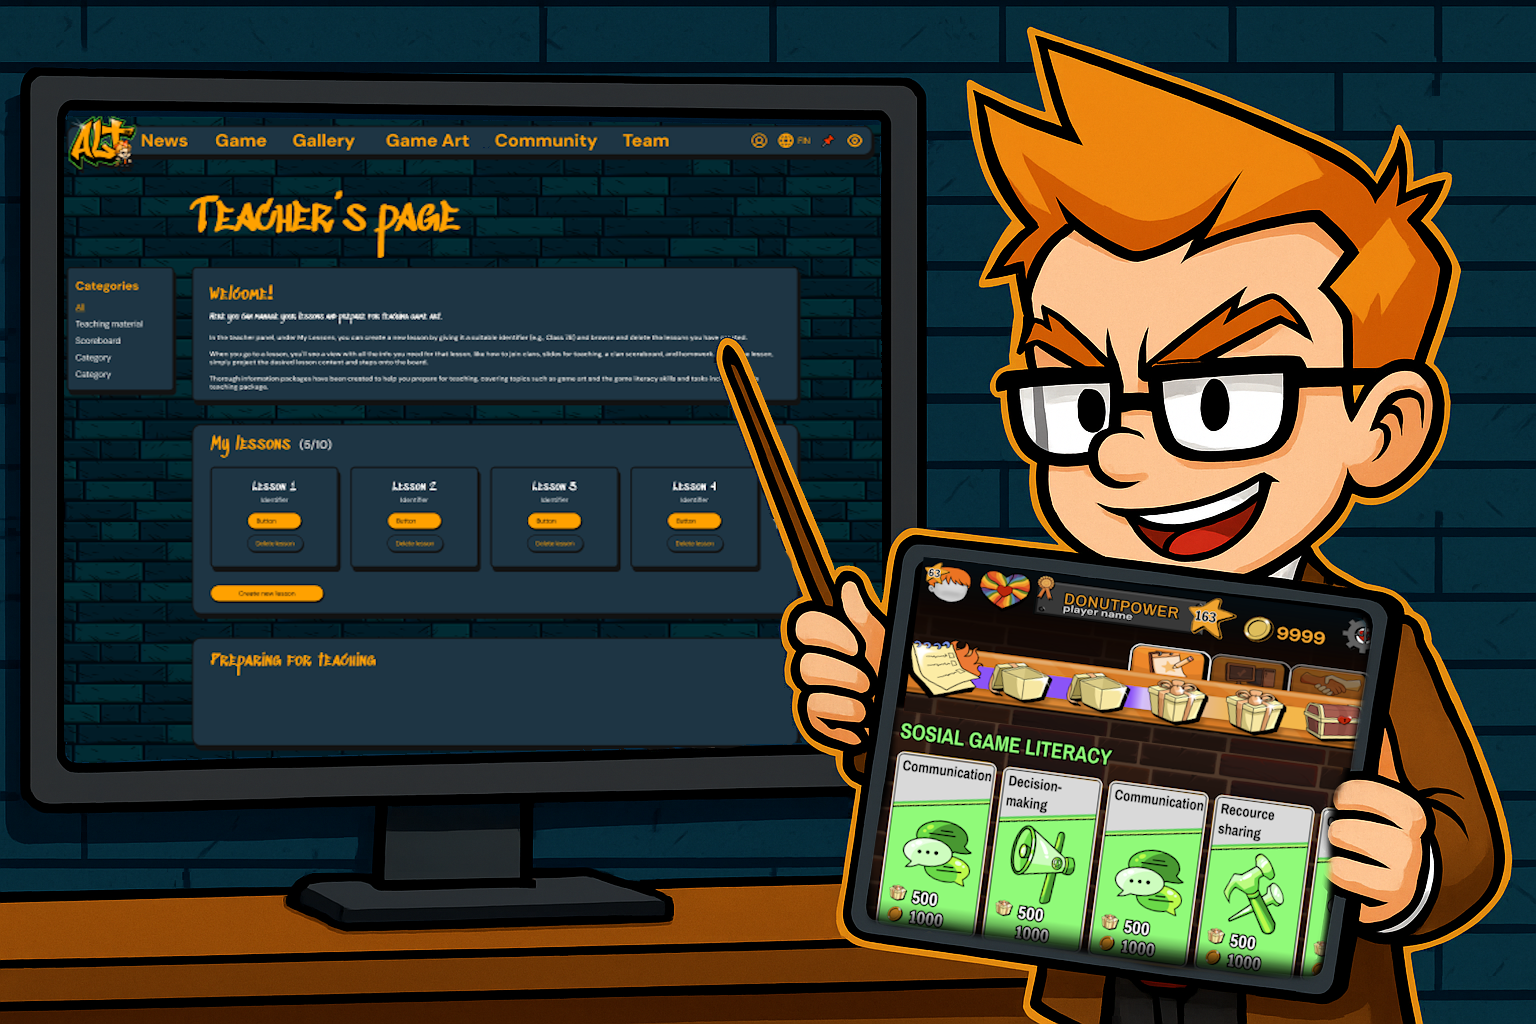 ALT
News Game Gallery Game Art Community Team FIN
Teacher's page
Categories
All
Teaching material
Scoreboard
Category
Category
Welcome!
Here you can manage your lessons and prepare for teaching game art.
In the teacher panel, under My Lessons, you can create a new lesson by giving it a suitable identifier (e.g., Class 7B) and browse and delete the lessons you have
When you go to a lesson, you'll see a view with all the info you need for that lesson, like how to join clans, slides for teaching, a clan scoreboard, and homework. lesson,
simply project the desired lesson content and steps onto the board.
Thorough information packages have been created to help you prepare for teaching, covering topics such as game art and the game literacy skills and tasks
teaching package.
My lessons (5/10)
Lesson 1 Lesson 2 Lesson 3 Lesson 4
Identifier Identifier Identifier Identifier
Button Button Button Button
Delete lesson Delete lesson Delete lesson Delete lesson
Create new lesson
Preparing for teaching
63
DONUTPOWER
player name
163
9999
SOSIAL GAME LITERACY
Communication
500
1000
Decision-
making
500
1000
Communication
500
1000
Recource
sharing
500
1000